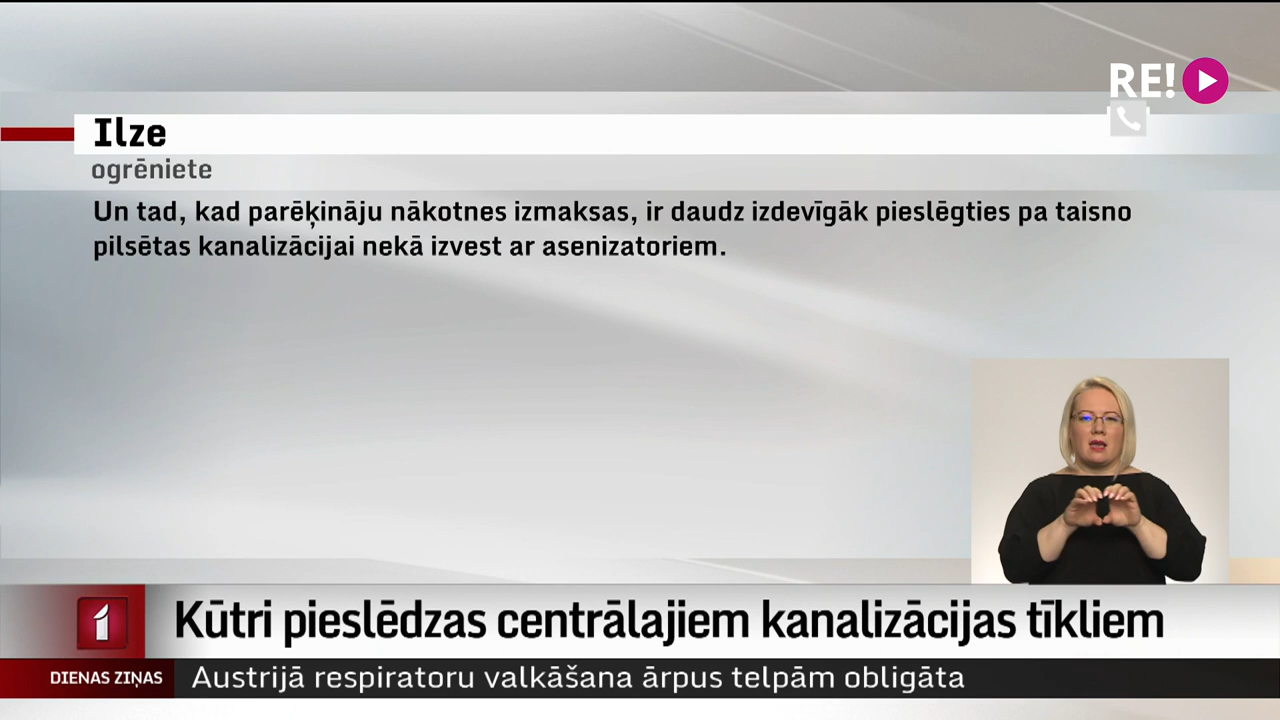 RE!
Ilze
ogrēniete
Un tad, kad parēķināju nākotnes izmaksas, ir daudz izdevīgāk pieslēgties pa taisno
pilsētas kanalizācijai nekā izvest ar asenizatoriem.
1
Kūtri pieslēdzas centrālajiem kanalizācijas tīkliem
DIENAS ZIŅAS
Austrijā respiratoru valkāšana ārpus telpām obligāta